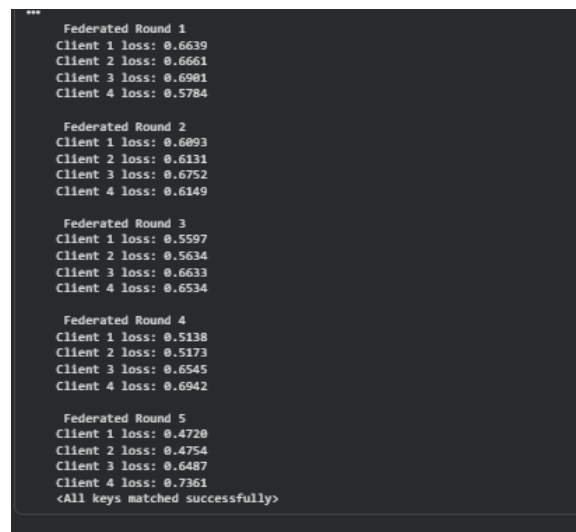 Federated Round 1
Client 1 loss: 0.6639
Client 2 loss: 0.6661
Client 3 loss: 0.6901
Client 4 loss: 0.5784
Federated Round 2
Client 1 loss: 0.6093
Client 2 loss: 0.6131
Client 3 loss: 0.6752
Client 4 loss: 0.6149
Federated Round 3
Client 1 loss: 0.5597
Client 2 loss: 0.5634
Client 3 loss: 0.6633
Client 4 loss: 0.6534
Federated Round 4
Client 1 loss: 0.5138
Client 2 loss: 0.5173
Client 3 loss: 0.6545
Client 4 loss: 0.6942
Federated Round 5
Client 1 loss: 0.4720
Client 2 loss: 0.4754
Client 3 loss: 0.6487
Client 4 loss: 0.7361
<All keys matched successfully>